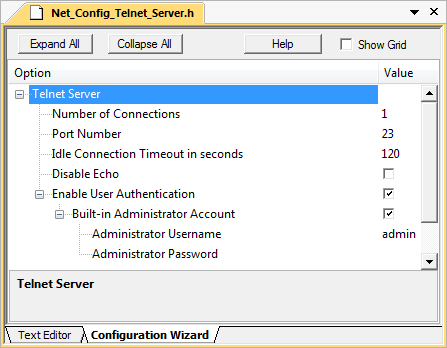 Net_Config_Telnet_Server.h
Expand All Collapse All Help Show Grid
Option Value
Telnet Server
Number of Connections 1
Port Number 23
Idle Connection Timeout in seconds 120
Disable Echo
Enable User Authentication
Built-in Administrator Account
Administrator Username admin
Administrator Password
Telnet Server
Text Editor Configuration Wizard